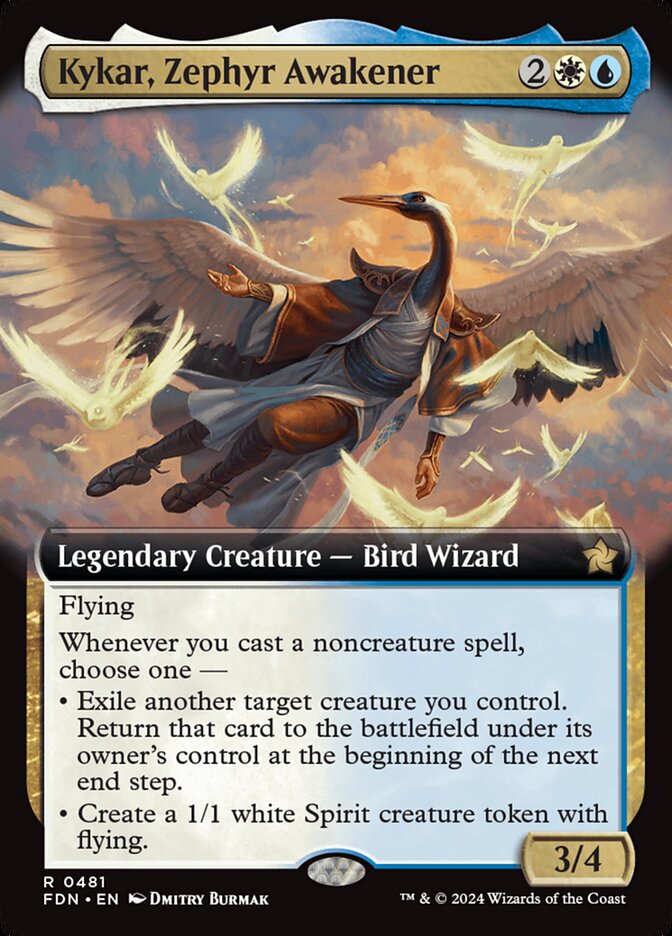 Kykar, Zephyr Awakener 2
Legendary Creature — Bird Wizard
Flying
Whenever you cast a noncreature spell,
choose one —
• Exile another target creature you control.
Return that card to the battlefield under its
owner's control at the beginning of the next
end step.
• Create a 1/1 white Spirit creature token with
flying.
3/4
R 0481
FDN • EN Dmitry Burmak
™ & © 2024 Wizards of the Coast